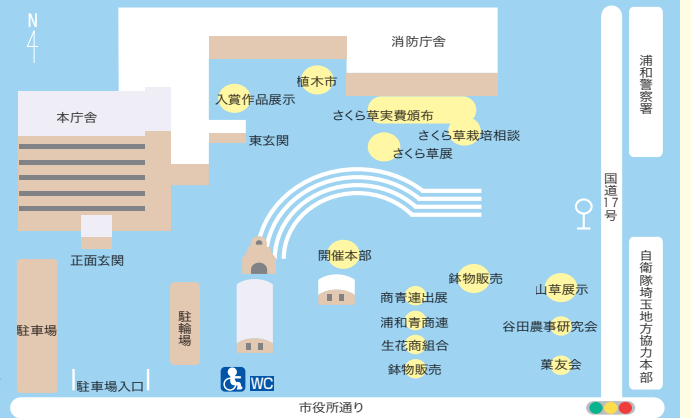 N
4
消防庁舎
浦和警察署
植木市
入賞作品展示
さくら草実費頒布
本庁舎
さくら草栽培相談
東玄関
さくら草展
国道17号
開催本部
正面玄関
鉢物販売
山草展示
商青連出展
自衛隊埼玉地方協力本部
浦和青商連
谷田農事研究会
駐車場
駐輪場
生花商組合
菓友会
鉢物販売
駐車場入口
WC
市役所通り